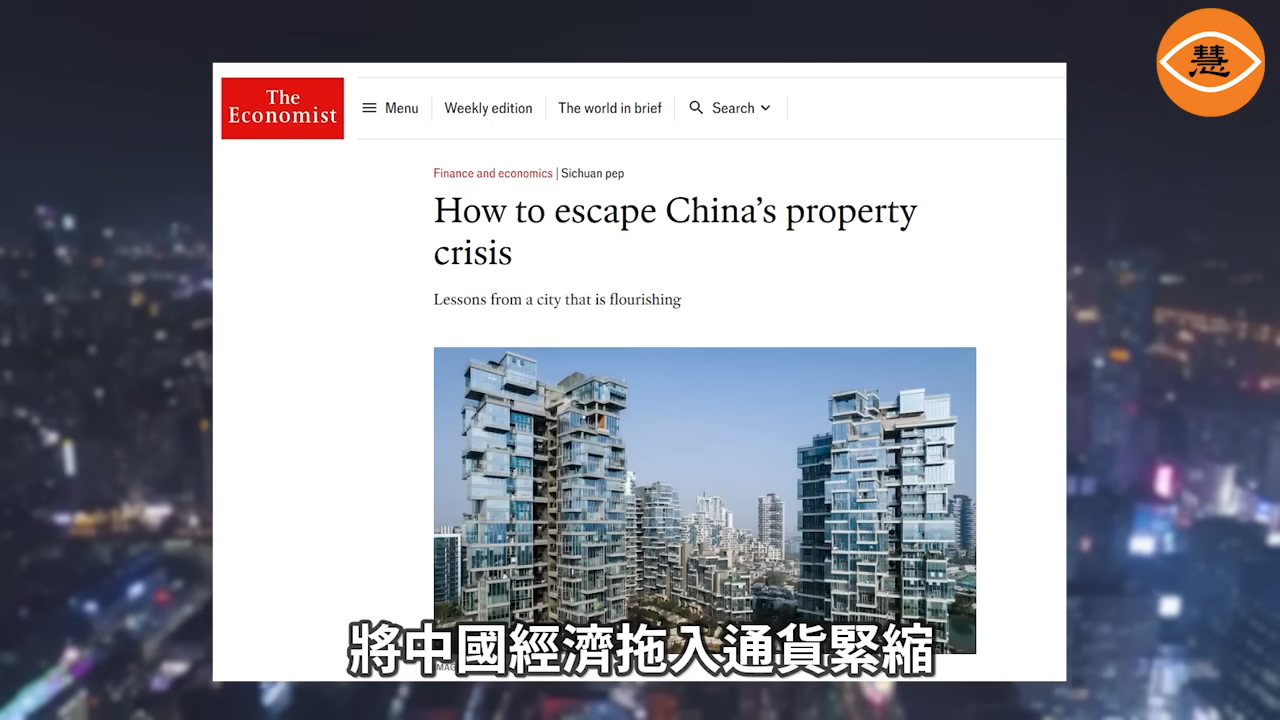 慧
The
Economist
Menu
Weekly edition
The world in brief
Search
Finance and economics | Sichuan pep
How to escape China's property
crisis
Lessons from a city that is flourishing
將中國經濟拖入通貨緊縮